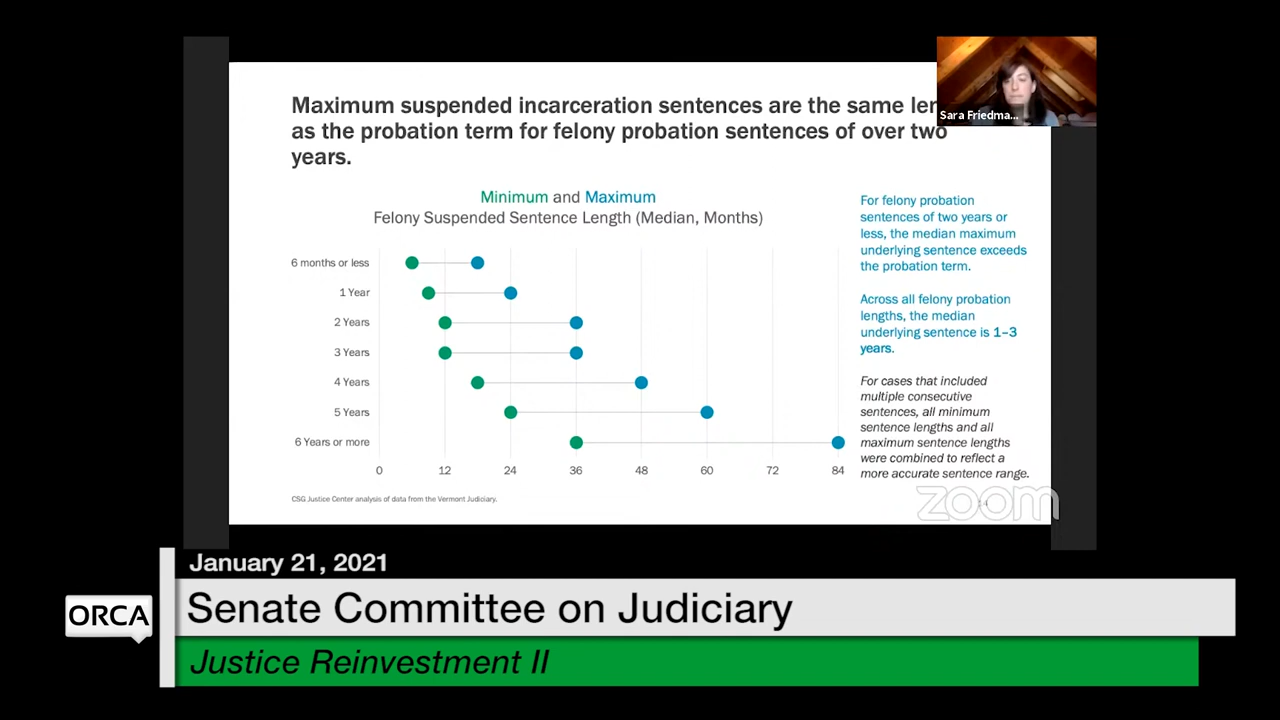 Maximum suspended incarceration sentences are the same
as the probation term for felony probation sentences of over two
years.
Sara Friedma...
Minimum and Maximum
Felony Suspended Sentence Length (Median, Months)
6 months or less
1 Year
2 Years
3 Years
4 Years
5 Years
6 Years or more
0 12 24 36 48 60 72 84
For felony probation
sentences of two years or
less, the median maximum
underlying sentence exceeds
the probation term.
Across all felony probation
lengths, the median
underlying sentence is 1–3
years.
For cases that included
multiple consecutive
sentences, all minimum
sentence lengths and all
maximum sentence lengths
were combined to reflect a
more accurate sentence range.
CSG Justice Center analysis of data from the Vermont Judiciary.
zoom
January 21, 2021
ORCA
Senate Committee on Judiciary
Justice Reinvestment II